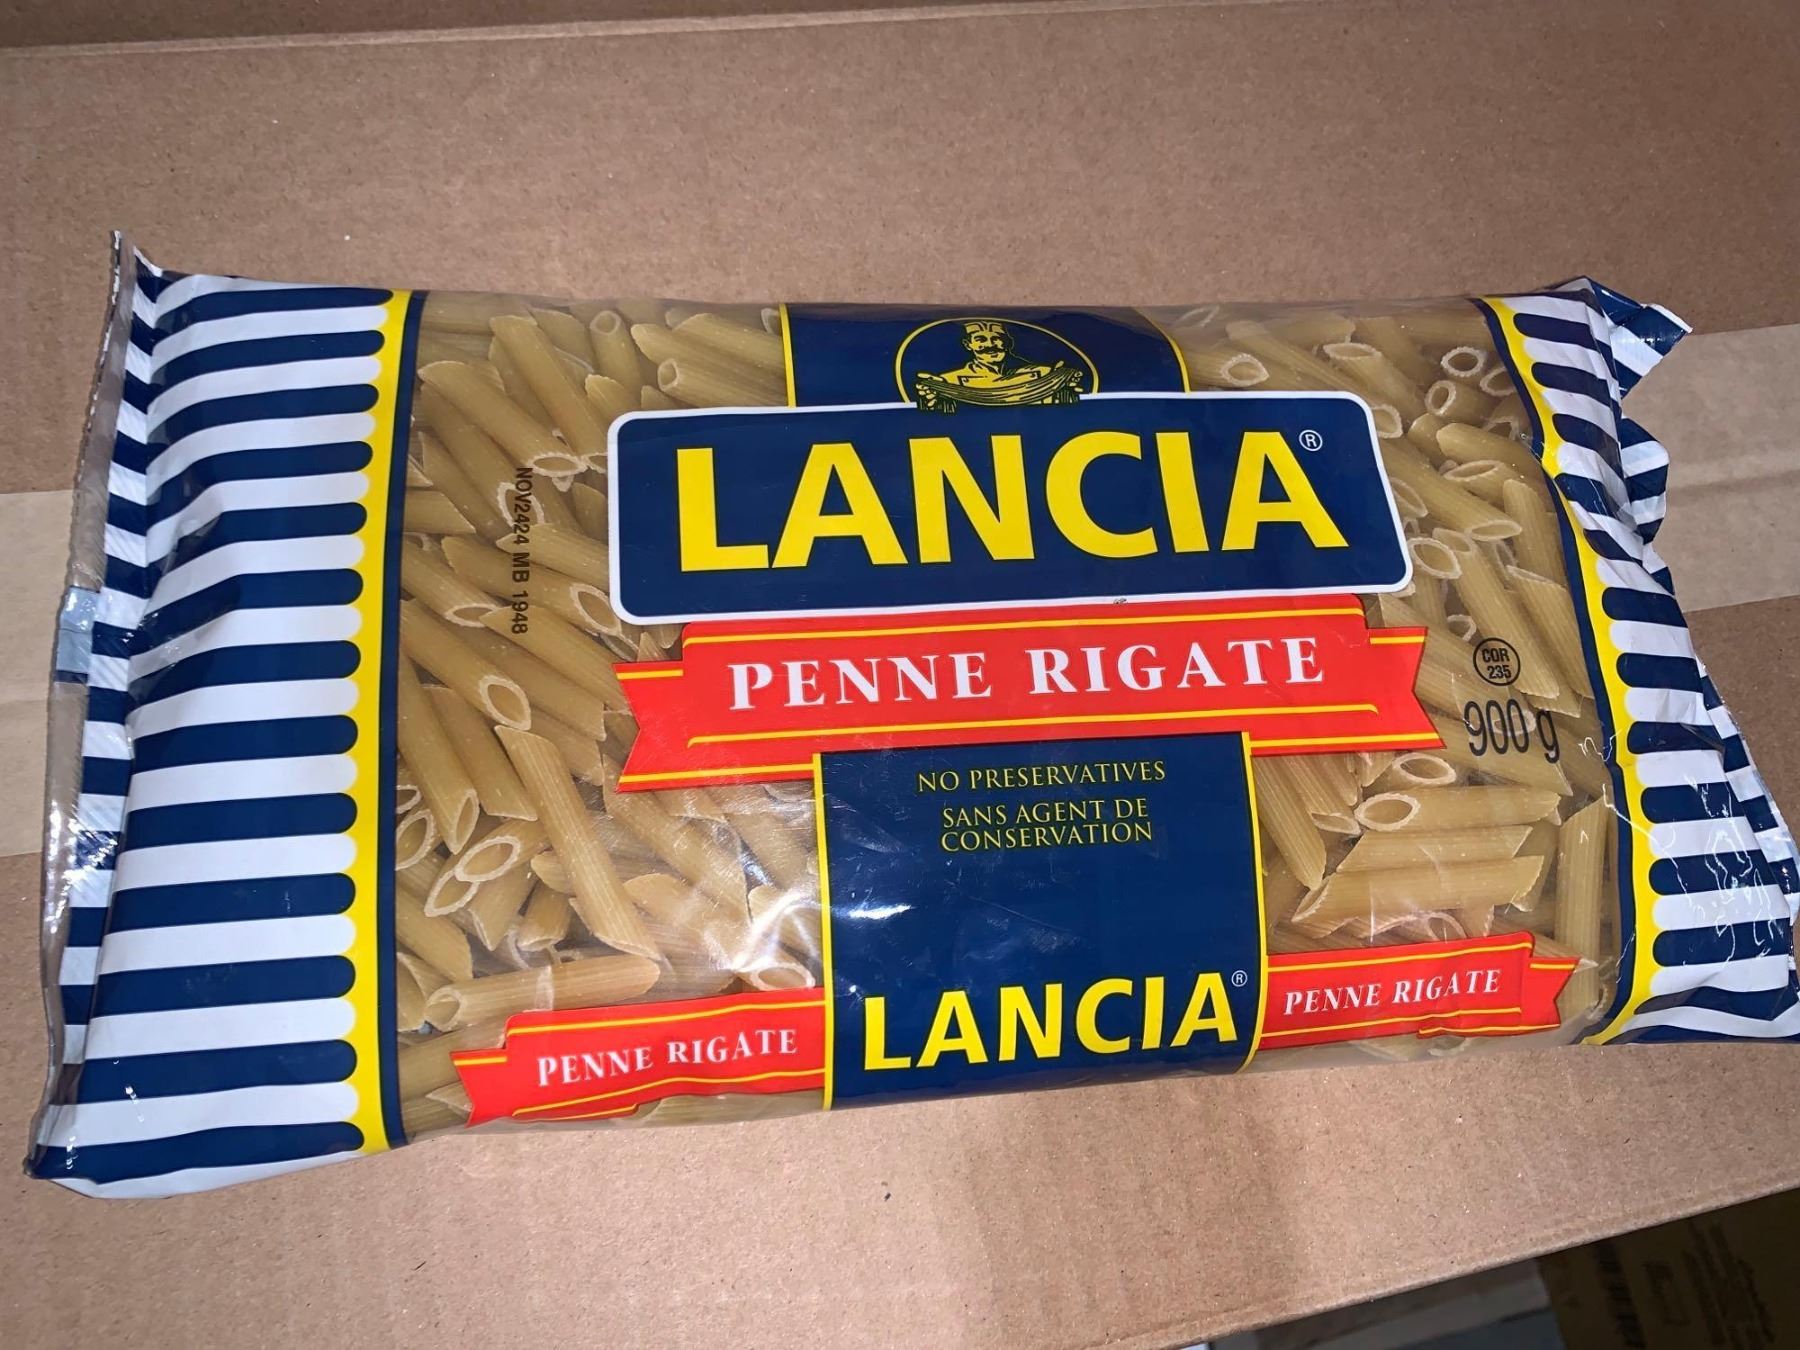 LANCIA®
NOV2424 MB 1948
PENNE RIGATE
COR
235
900 g
NO PRESERVATIVES
SANS AGENT DE
CONSERVATION
PENNE RIGATE
LANCIA®
PENNE RIGATE